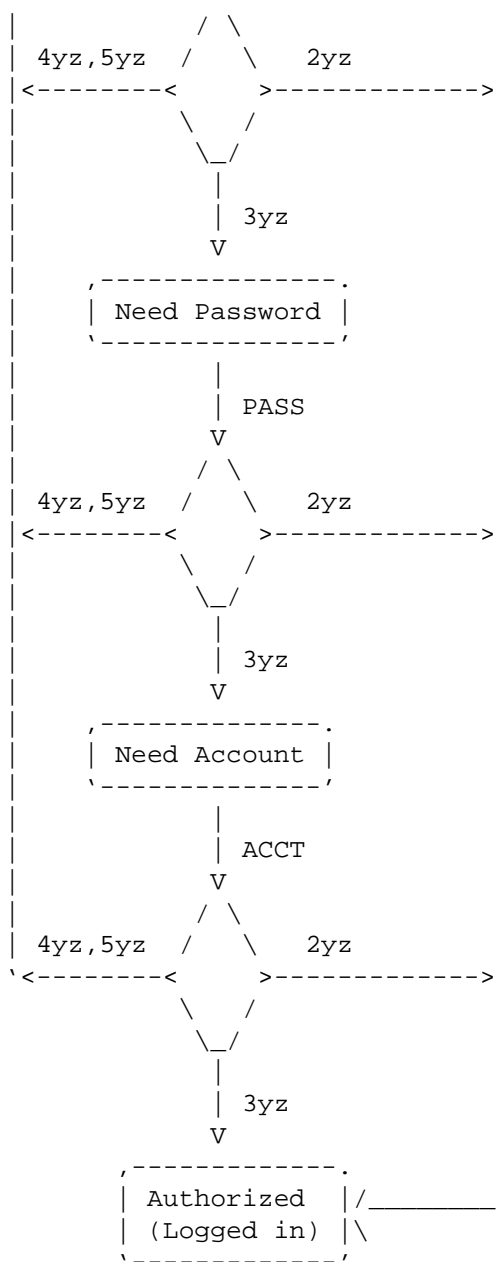 4yz,5yz 2yz
3yz
Need Password
PASS
4yz,5yz 2yz
3yz
Need Account
ACCT
4yz,5yz 2yz
3yz
Authorized
(Logged in)